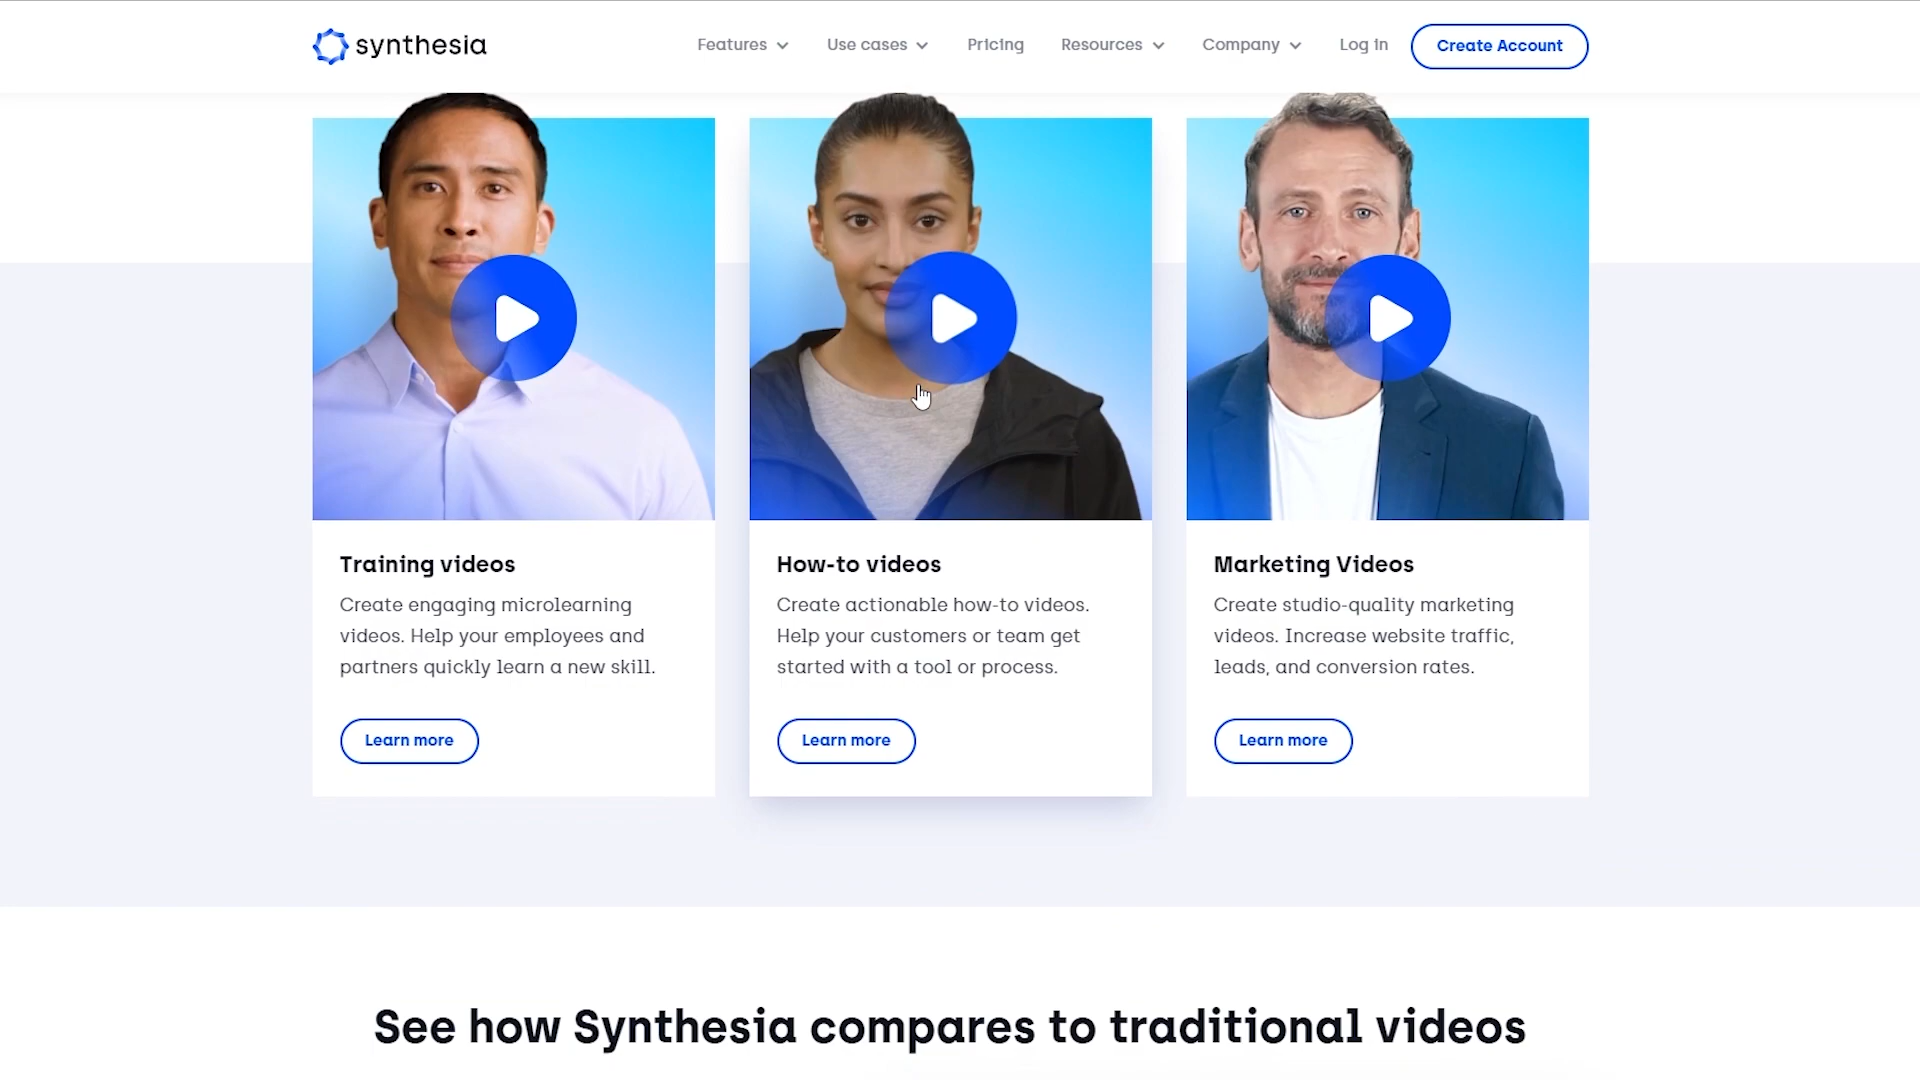 synthesia
Features
Use cases
Pricing
Resources
Company
Log in
Create Account
Training videos
Create engaging microlearning
videos. Help your employees and
partners quickly learn a new skill.
Learn more
How-to videos
Create actionable how-to videos.
Help your customers or team get
started with a tool or process.
Learn more
Marketing Videos
Create studio-quality marketing
videos. Increase website traffic,
leads, and conversion rates.
Learn more
See how Synthesia compares to traditional videos